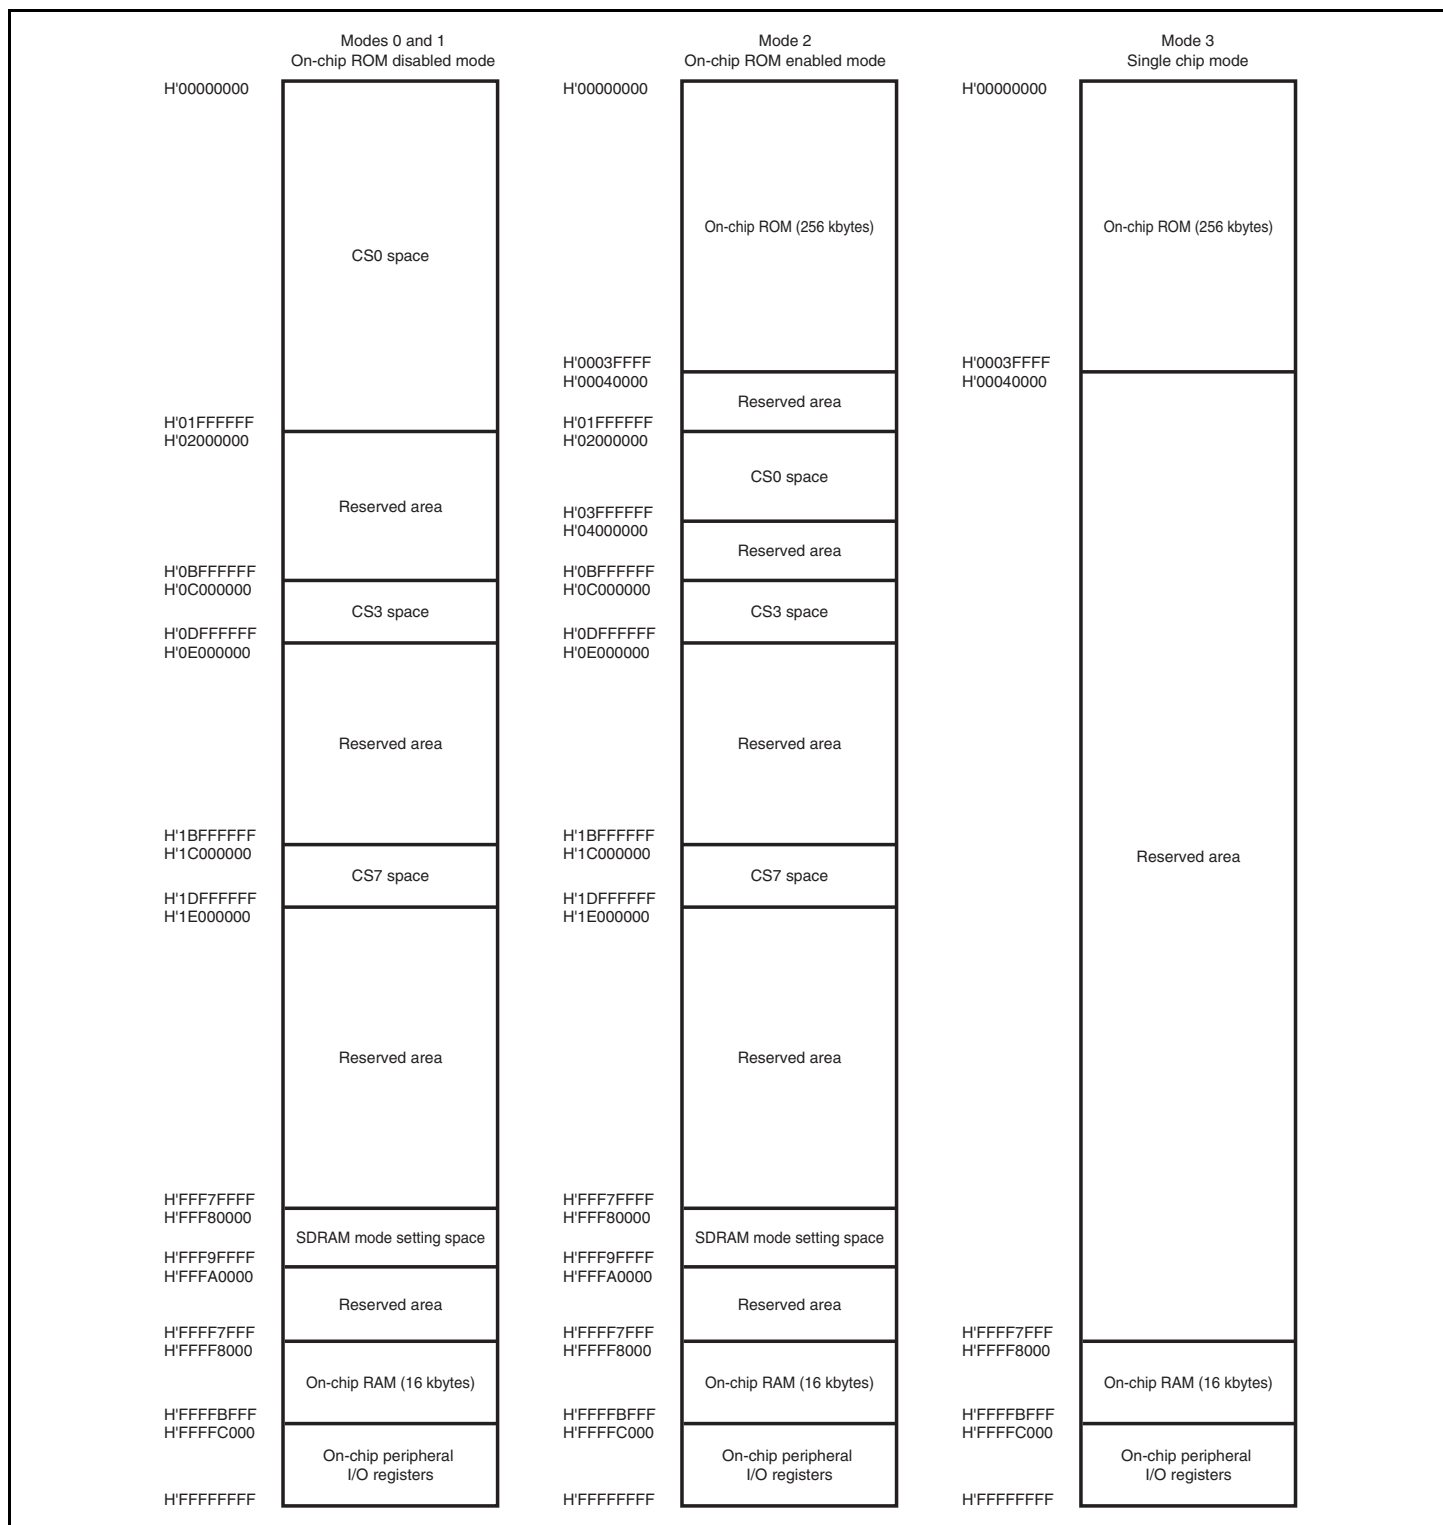 Modes 0 and 1
On-chip ROM disabled mode
H'00000000
CS0 space
H'01FFFFFF
H'02000000
Reserved area
H'0BFFFFFF
H'0C000000
CS3 space
H'0DFFFFFF
H'0E000000
Reserved area
H'1BFFFFFF
H'1C000000
CS7 space
H'1DFFFFFF
H'1E000000
Reserved area
H'FFF7FFFF
H'FFF80000
SDRAM mode setting space
H'FFF9FFFF
H'FFFA0000
Reserved area
H'FFFF7FFF
H'FFFF8000
On-chip RAM (16 kbytes)
H'FFFFBFFF
H'FFFFC000
On-chip peripheral
I/O registers
H'FFFFFFFF
Mode 2
On-chip ROM enabled mode
H'00000000
On-chip ROM (256 kbytes)
H'0003FFFF
H'00040000
Reserved area
H'01FFFFFF
H'02000000
CS0 space
H'03FFFFFF
H'04000000
Reserved area
H'0BFFFFFF
H'0C000000
CS3 space
H'0DFFFFFF
H'0E000000
Reserved area
H'1BFFFFFF
H'1C000000
CS7 space
H'1DFFFFFF
H'1E000000
Reserved area
H'FFF7FFFF
H'FFF80000
SDRAM mode setting space
H'FFF9FFFF
H'FFFA0000
Reserved area
H'FFFF7FFF
H'FFFF8000
On-chip RAM (16 kbytes)
H'FFFFBFFF
H'FFFFC000
On-chip peripheral
I/O registers
H'FFFFFFFF
Mode 3
Single chip mode
H'00000000
On-chip ROM (256 kbytes)
H'0003FFFF
H'00040000
Reserved area
H'FFFF7FFF
H'FFFF8000
On-chip RAM (16 kbytes)
H'FFFFBFFF
H'FFFFC000
On-chip peripheral
I/O registers
H'FFFFFFFF